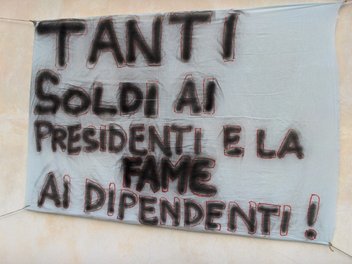 TANTI
SOLDI AI
PRESIDENTI E LA
FAME
AI DIPENDENTI!